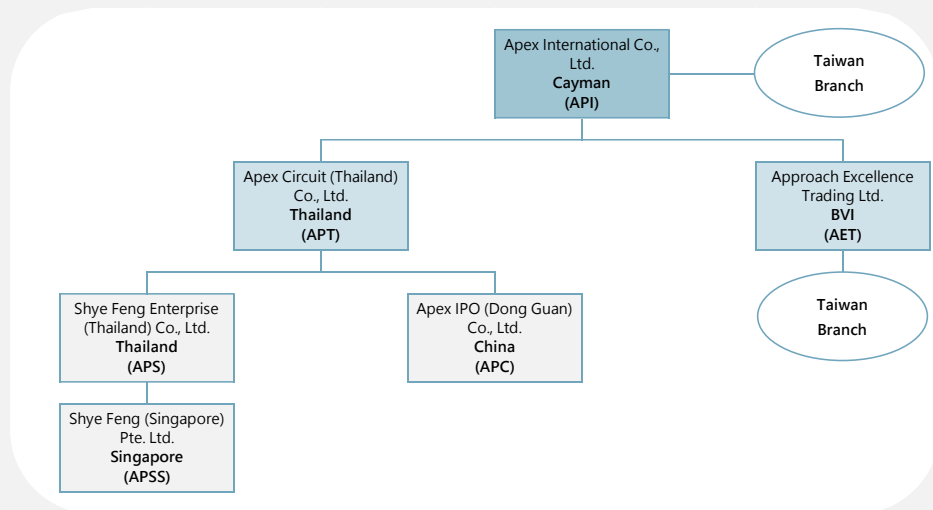 Apex International Co.,
Ltd.
Cayman
(API)
Taiwan
Branch
Apex Circuit (Thailand)
Co., Ltd.
Thailand
(APT)
Approach Excellence
Trading Ltd.
BVI
(AET)
Shye Feng Enterprise
(Thailand) Co., Ltd.
Thailand
(APS)
Apex IPO (Dong Guan)
Co., Ltd.
China
(APC)
Taiwan
Branch
Shye Feng (Singapore)
Pte. Ltd.
Singapore
(APSS)